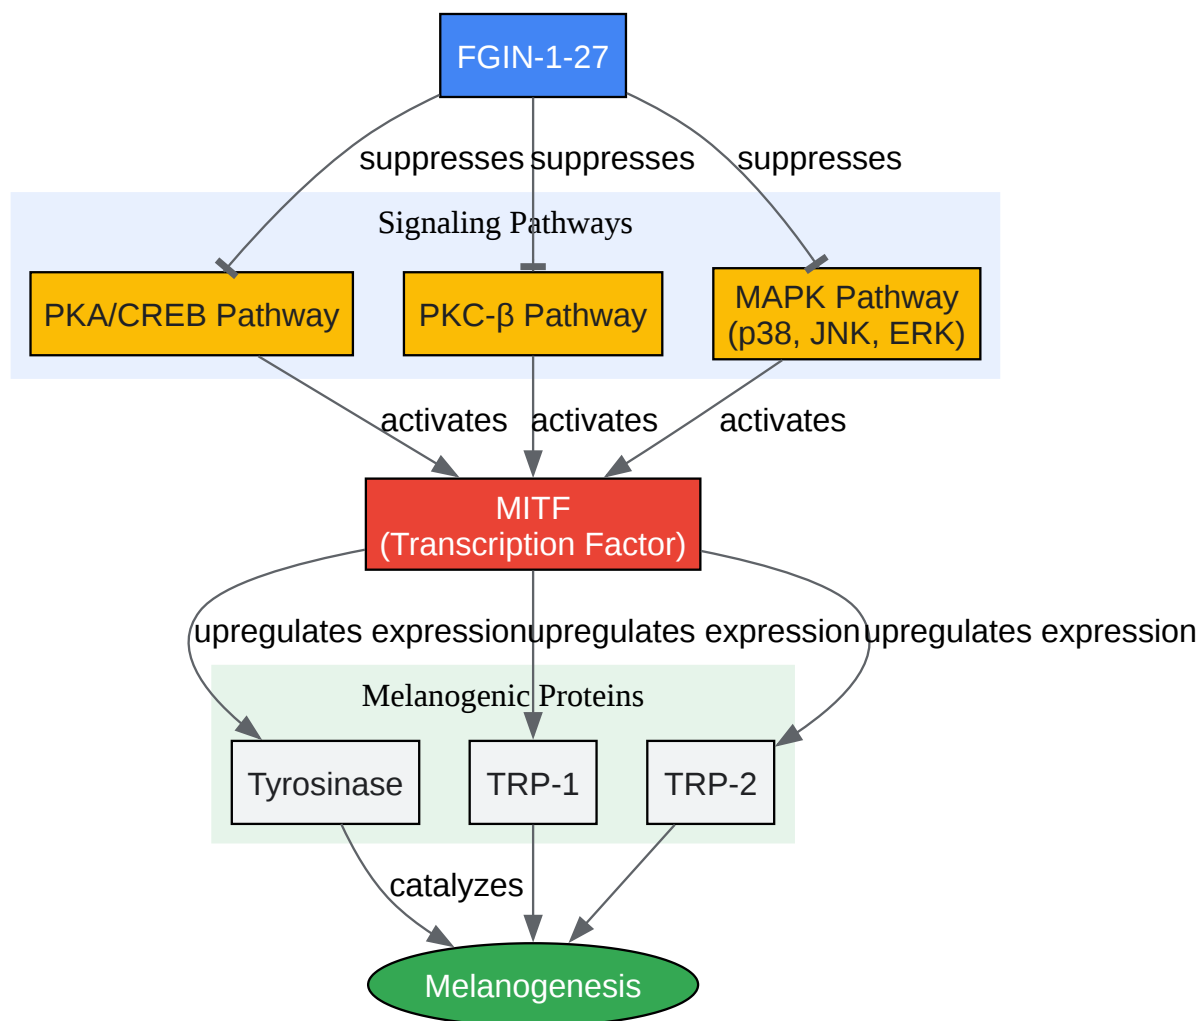 FGIN-1-27
suppresses
suppresses
suppresses
Signaling Pathways
PKA/CREB Pathway
PKC-β Pathway
MAPK Pathway
(p38, JNK, ERK)
activates
activates
activates
MITF
(Transcription Factor)
upregulates expression
upregulates expression
upregulates expression
Melanogenic Proteins
Tyrosinase
TRP-1
TRP-2
catalyzes
Melanogenesis